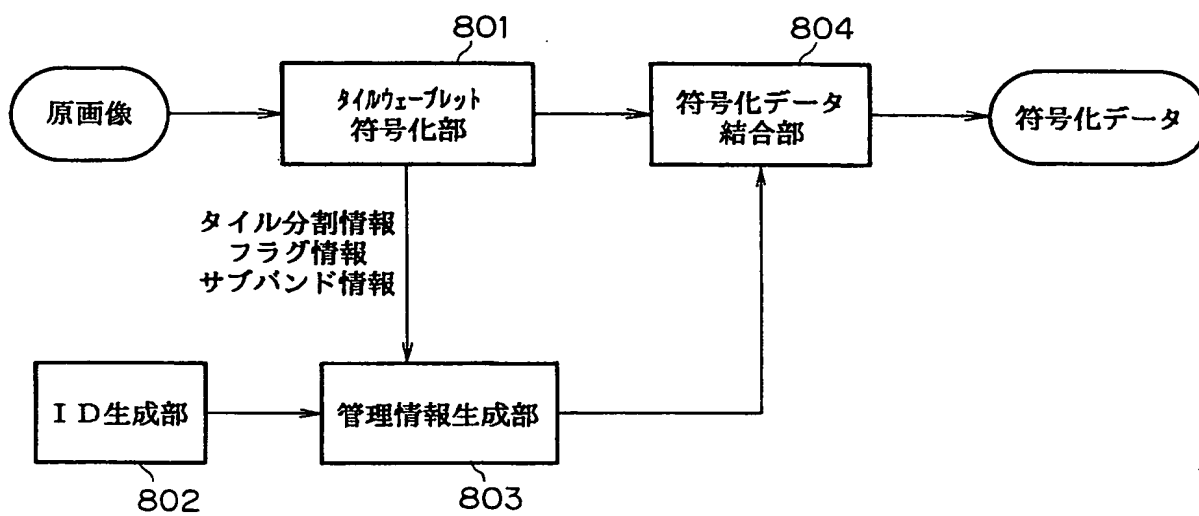 801
804
原画像
タイルウェーブレット
符号化部
符号化データ
結合部
符号化データ
タイル分割情報
フラグ情報
サブバンド情報
ID生成部
管理情報生成部
802
803